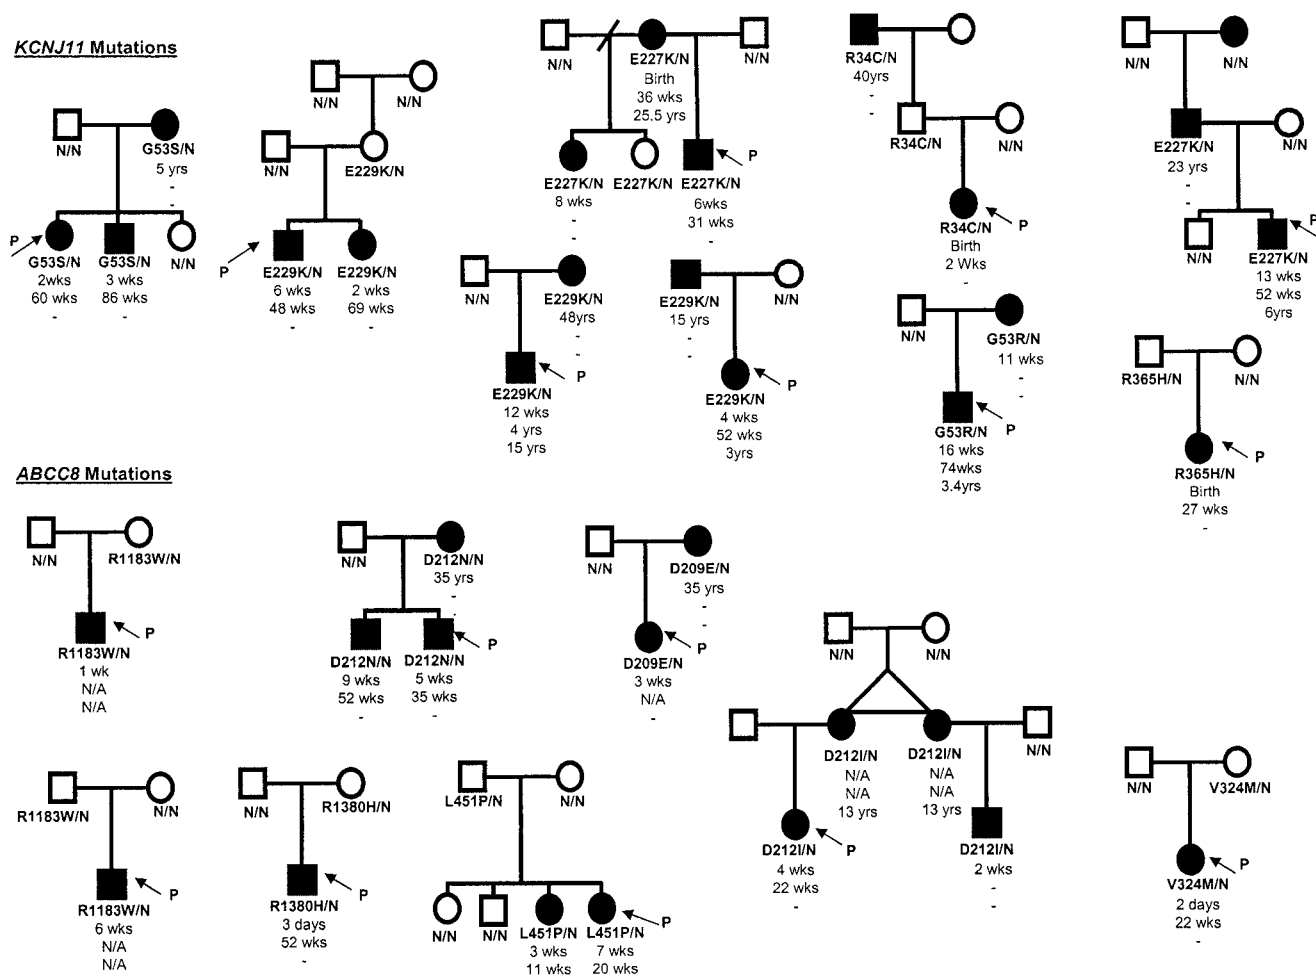 KCNJ11 Mutations
N/N
G53S/N
5 yrs
-
-
P
G53S/N
2wks
60 wks
-
G53S/N
3 wks
86 wks
-
N/N
N/N
N/N
N/N
E229K/N
P
E229K/N
6 wks
48 wks
-
E229K/N
2 wks
69 wks
-
N/N
E227K/N
Birth
36 wks
25.5 yrs
N/N
E227K/N
8 wks
-
-
E227K/N
P
E227K/N
6wks
31 wks
-
N/N
E229K/N
48yrs
-
-
P
E229K/N
12 wks
4 yrs
15 yrs
E229K/N
15 yrs
-
-
N/N
P
E229K/N
4 wks
52 wks
3yrs
R34C/N
40yrs
-
-
N/N
R34C/N
N/N
P
R34C/N
Birth
2 Wks
-
N/N
G53R/N
11 wks
-
-
P
G53R/N
16 wks
74wks
3.4yrs
N/N
N/N
E227K/N
23 yrs
-
-
N/N
N/N
P
E227K/N
13 wks
52 wks
6yrs
R365H/N
N/N
P
R365H/N
Birth
27 wks
-
ABCC8 Mutations
N/N
R1183W/N
P
R1183W/N
1 wk
N/A
N/A
N/N
D212N/N
35 yrs
-
-
D212N/N
9 wks
52 wks
-
P
D212N/N
5 wks
35 wks
-
N/N
D209E/N
35 yrs
-
-
P
D209E/N
3 wks
N/A
-
N/N
N/N
D212I/N
N/A
N/A
13 yrs
D212I/N
N/A
N/A
13 yrs
N/N
P
D212I/N
4 wks
22 wks
-
D212I/N
2 wks
-
-
R1183W/N
N/N
P
R1183W/N
6 wks
N/A
N/A
N/N
R1380H/N
P
R1380H/N
3 days
52 wks
-
L451P/N
N/N
N/N
N/N
L451P/N
3 wks
11 wks
P
L451P/N
7 wks
20 wks
N/N
V324M/N
P
V324M/N
2 days
22 wks
-